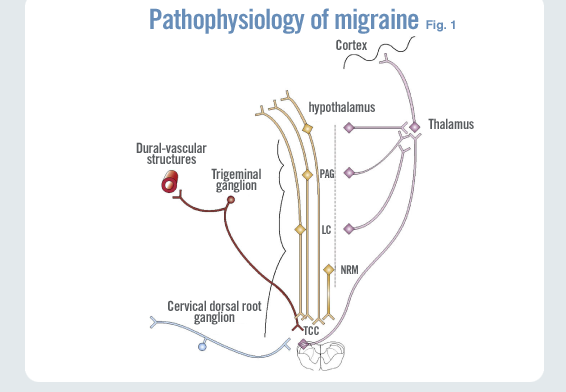 Pathophysiology of migraine Fig. 1
Cortex
hypothalamus
Thalamus
Dural-vascular
structures
Trigeminal
ganglion
PAG
LC
NRM
Cervical dorsal root
ganglion
TCC